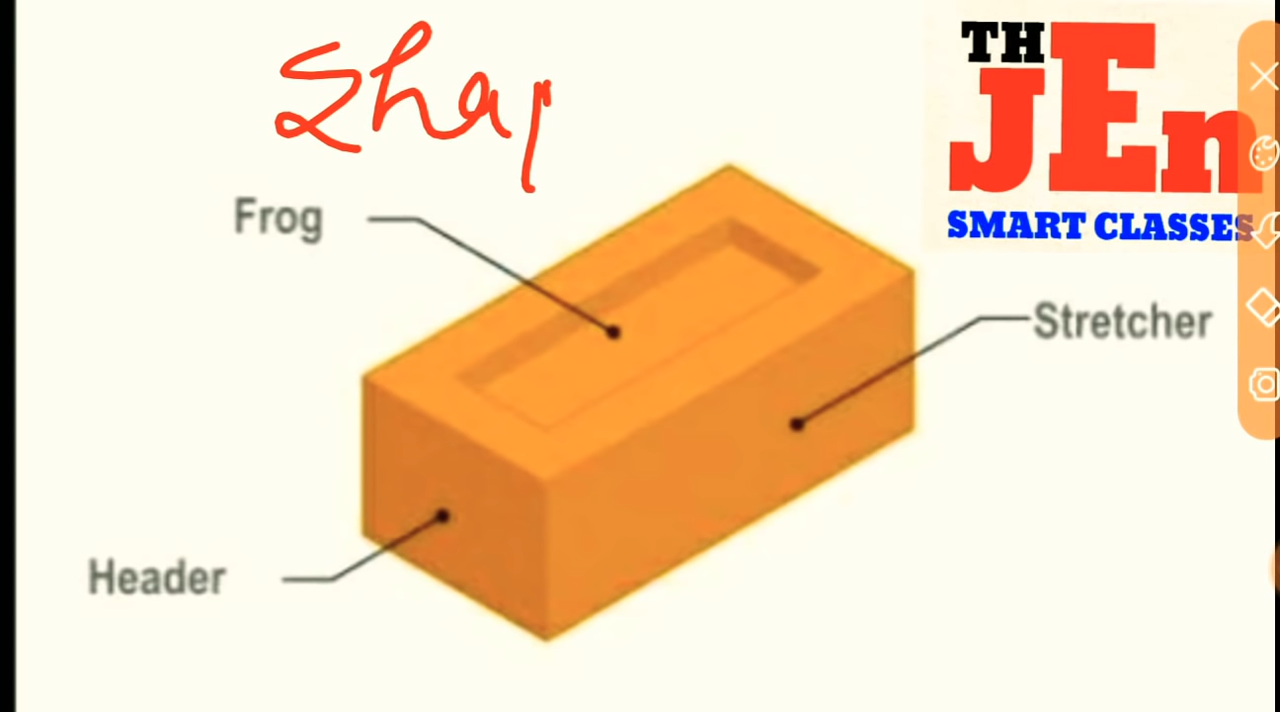 Shap
TH
JEn
SMART CLASSES
Frog
Stretcher
Header